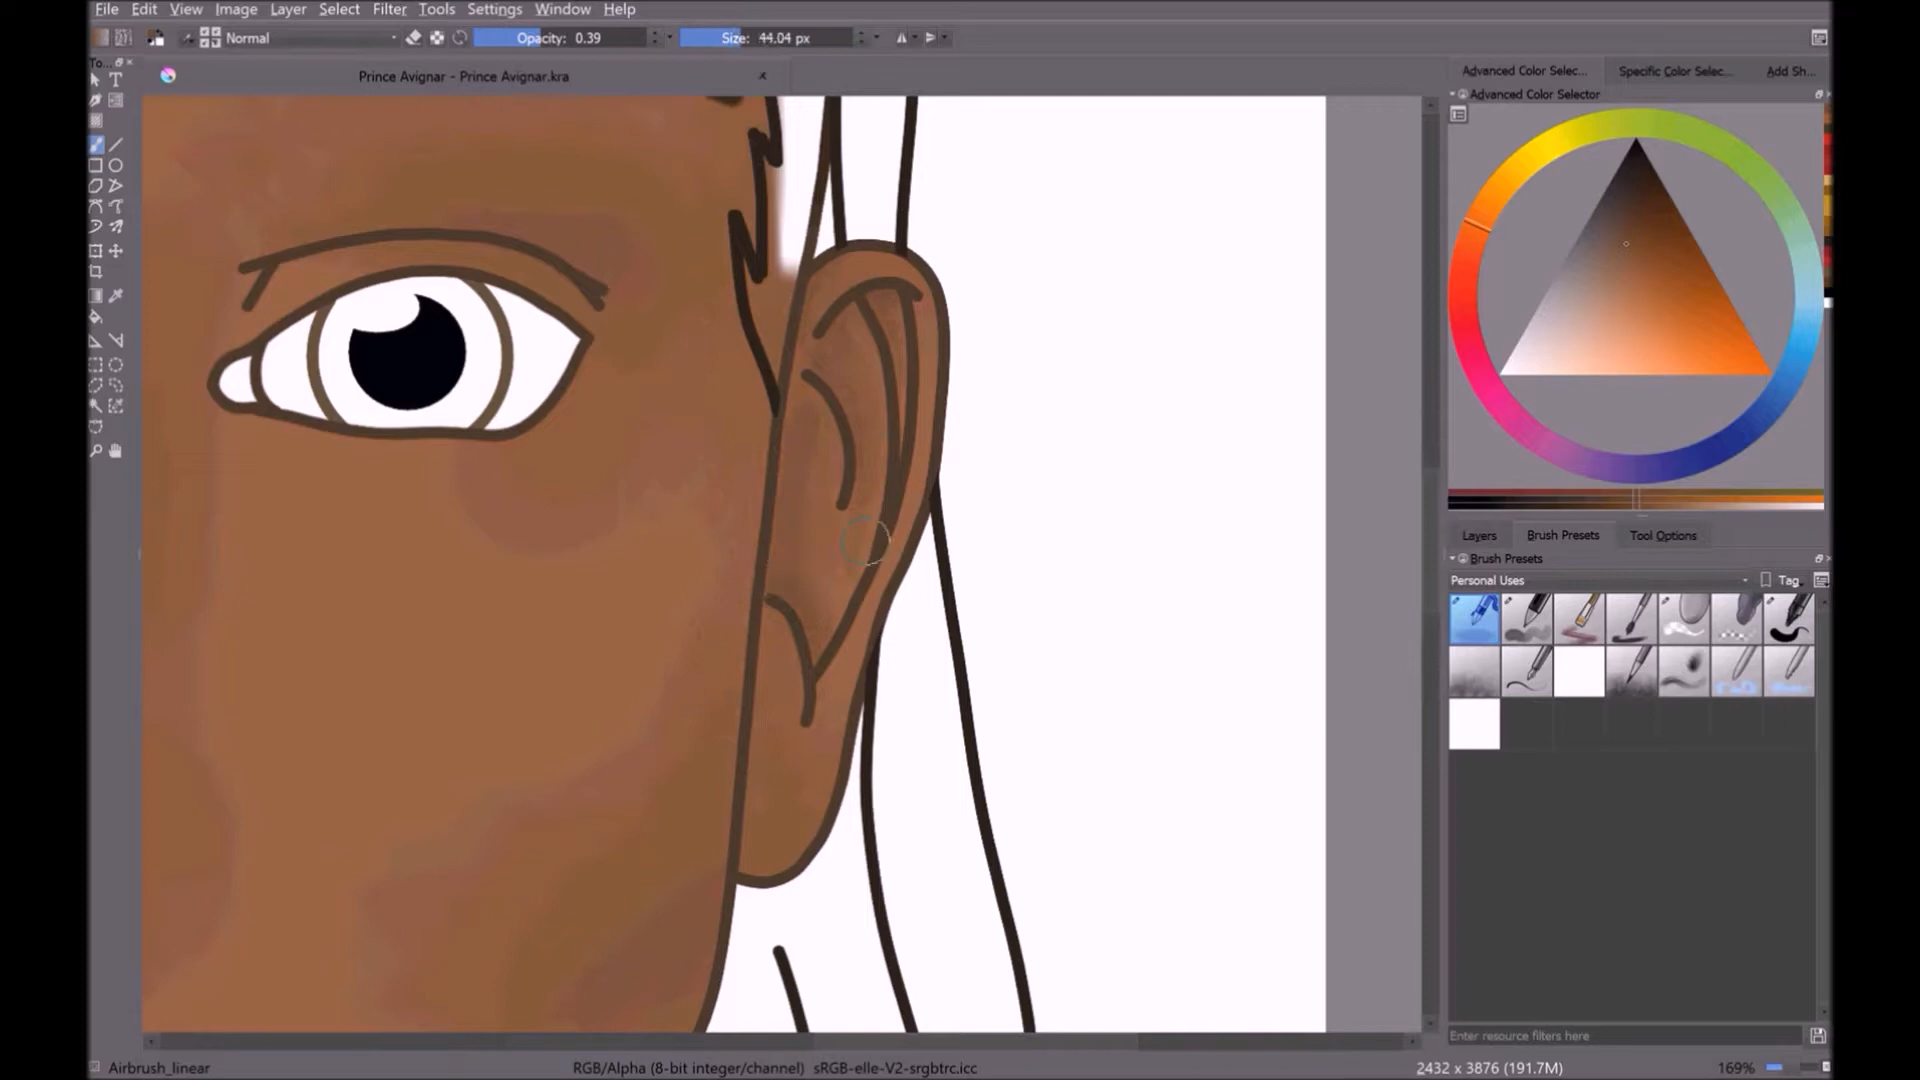 File Edit View Image Layer Select Filter Tools Settings Window Help
Normal Opacity: 0.39 Size: 44.04 px
To...
Prince Avignar - Prince Avignar.kra x
Advanced Color Selec... Specific Color Selec... Add Sh...
Advanced Color Selector
Layers Brush Presets Tool Options
Brush Presets
Personal Uses Tag
Enter resource filters here
Airbrush_linear RGB/Alpha (8-bit integer/channel) sRGB-elle-V2-srgbtrc.icc 2432 x 3876 (191.7M) 169%